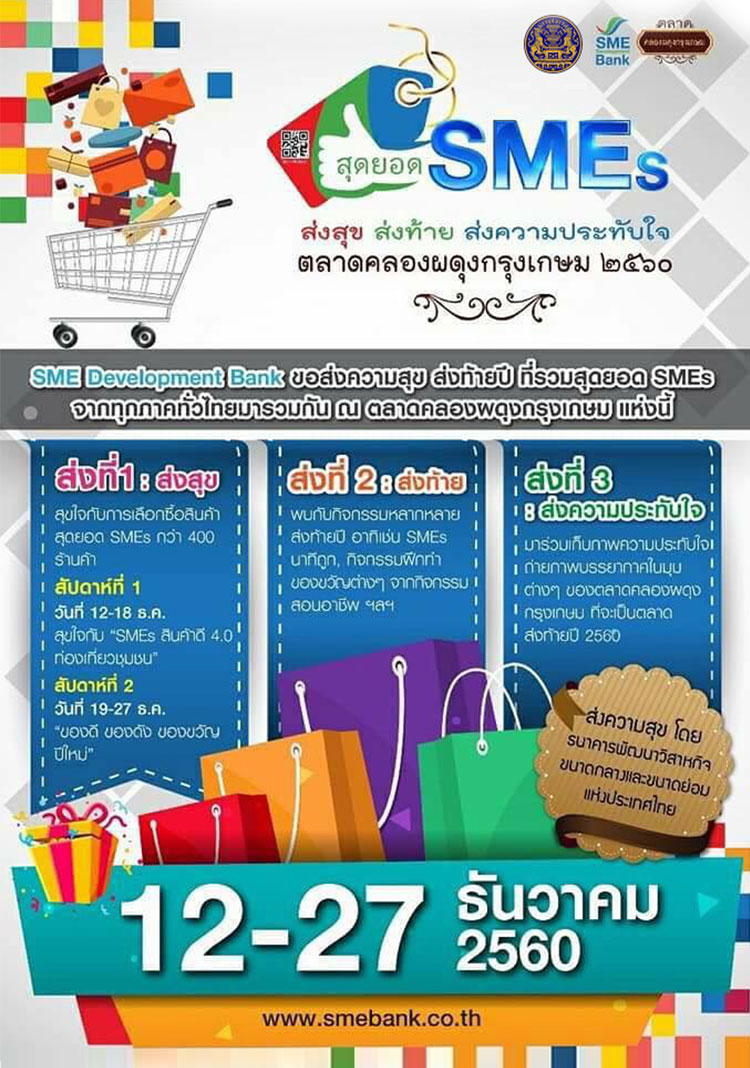 SME
Bank
ตลาด
คลองผดุงกรุงเกษม
สุดยอด SMEs
ส่งสุข ส่งท้าย ส่งความประทับใจ
ตลาดคลองผดุงกรุงเกษม ๒๕๖๐
SME Development Bank ขอส่งความสุข ส่งท้ายปี ที่รวมสุดยอด SMEs
จากทุกภาคทั่วไทยมารวมกัน ณ ตลาดคลองผดุงกรุงเกษม แห่งนี้
ส่งที่1 : ส่งสุข
สุขใจกับการเลือกซื้อสินค้า
สุดยอด SMEs กว่า 400
ร้านค้า
สัปดาห์ที่ 1
วันที่ 12-18 ธ.ค.
สุขใจกับ “SMEs สินค้าดี 4.0
ท่องเที่ยวชุมชน”
สัปดาห์ที่ 2
วันที่ 19-27 ธ.ค.
“ของดี ของดัง ของขวัญ
ปีใหม่”
ส่งที่ 2 : ส่งท้าย
พบกับกิจกรรมหลากหลาย
ส่งท้ายปี อาทิเช่น SMEs
นาทีถูก, กิจกรรมฝึกทำ
ของขวัญต่างๆ จากกิจกรรม
สอนอาชีพ ฯลฯ
ส่งที่ 3
: ส่งความประทับใจ
มาร่วมเก็บภาพความประทับใจ
ถ่ายภาพบรรยากาศในมุม
ต่างๆ ของตลาดคลองผดุง
กรุงเกษม ที่จะเป็นตลาด
ส่งท้ายปี 2560
ส่งความสุข โดย
ธนาคารพัฒนาวิสาหกิจ
ขนาดกลางและขนาดย่อม
แห่งประเทศไทย
12-27 ธันวาคม
2560
www.smebank.co.th